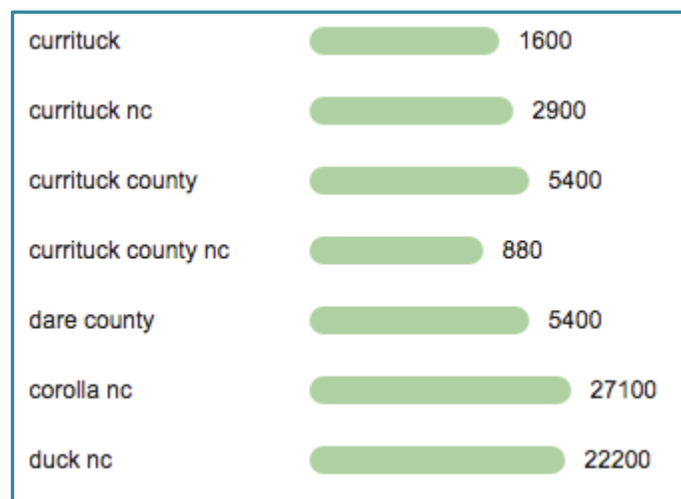 currituck 1600
currituck nc 2900
currituck county 5400
currituck county nc 880
dare county 5400
corolla nc 27100
duck nc 22200